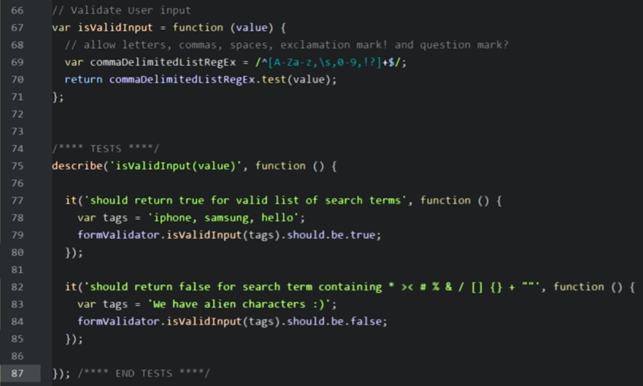 66 // Validate User input
67 var isValidInput = function (value) {
68 // allow letters, commas, spaces, exclamation mark! and question mark?
69 var commaDelimitedListRegEx = /^[A-Za-z,\s,0-9,!?]+$/;
70 return commaDelimitedListRegEx.test(value);
71 };
72
73
74 /**** TESTS ****/
75 describe('isValidInput(value)', function () {
76
77 it('should return true for valid list of search terms', function () {
78 var tags = 'iphone, samsung, hello';
79 formValidator.isValidInput(tags).should.be.true;
80 });
81
82 it('should return false for search term containing * >< # % & / [] {} + ""', function () {
83 var tags = 'We have alien characters :)';
84 formValidator.isValidInput(tags).should.be.false;
85 });
86
87 }); /**** END TESTS ****/